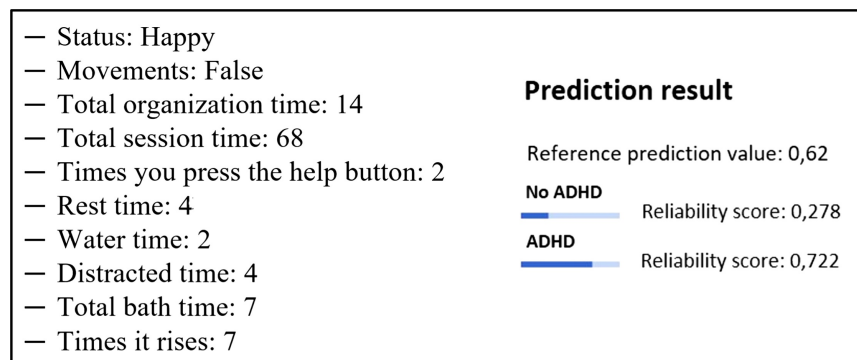 — Status: Happy
— Movements: False
— Total organization time: 14
— Total session time: 68
— Times you press the help button: 2
— Rest time: 4
— Water time: 2
— Distracted time: 4
— Total bath time: 7
— Times it rises: 7
Prediction result
Reference prediction value: 0,62
No ADHD
Reliability score: 0,278
ADHD
Reliability score: 0,722